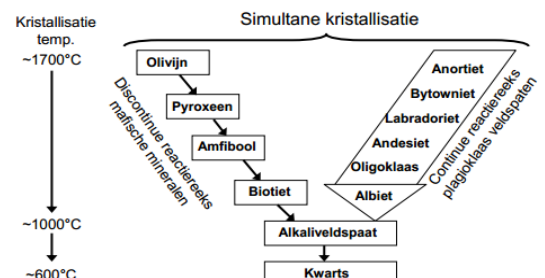 Kristallisatie
temp.
~1700°C
Simultane kristallisatie
Olivijn
Pyroxeen
Amfibool
Biotiet
Discontinue reactiereeks
mafische mineralen
Anortiet
Bytowniet
Labradoriet
Andesiet
Oligoklaas
Albiet
Continue reactiereeks
plagioklaas veldspaten
~1000°C
Alkaliveldspaat
~600°C
Kwarts